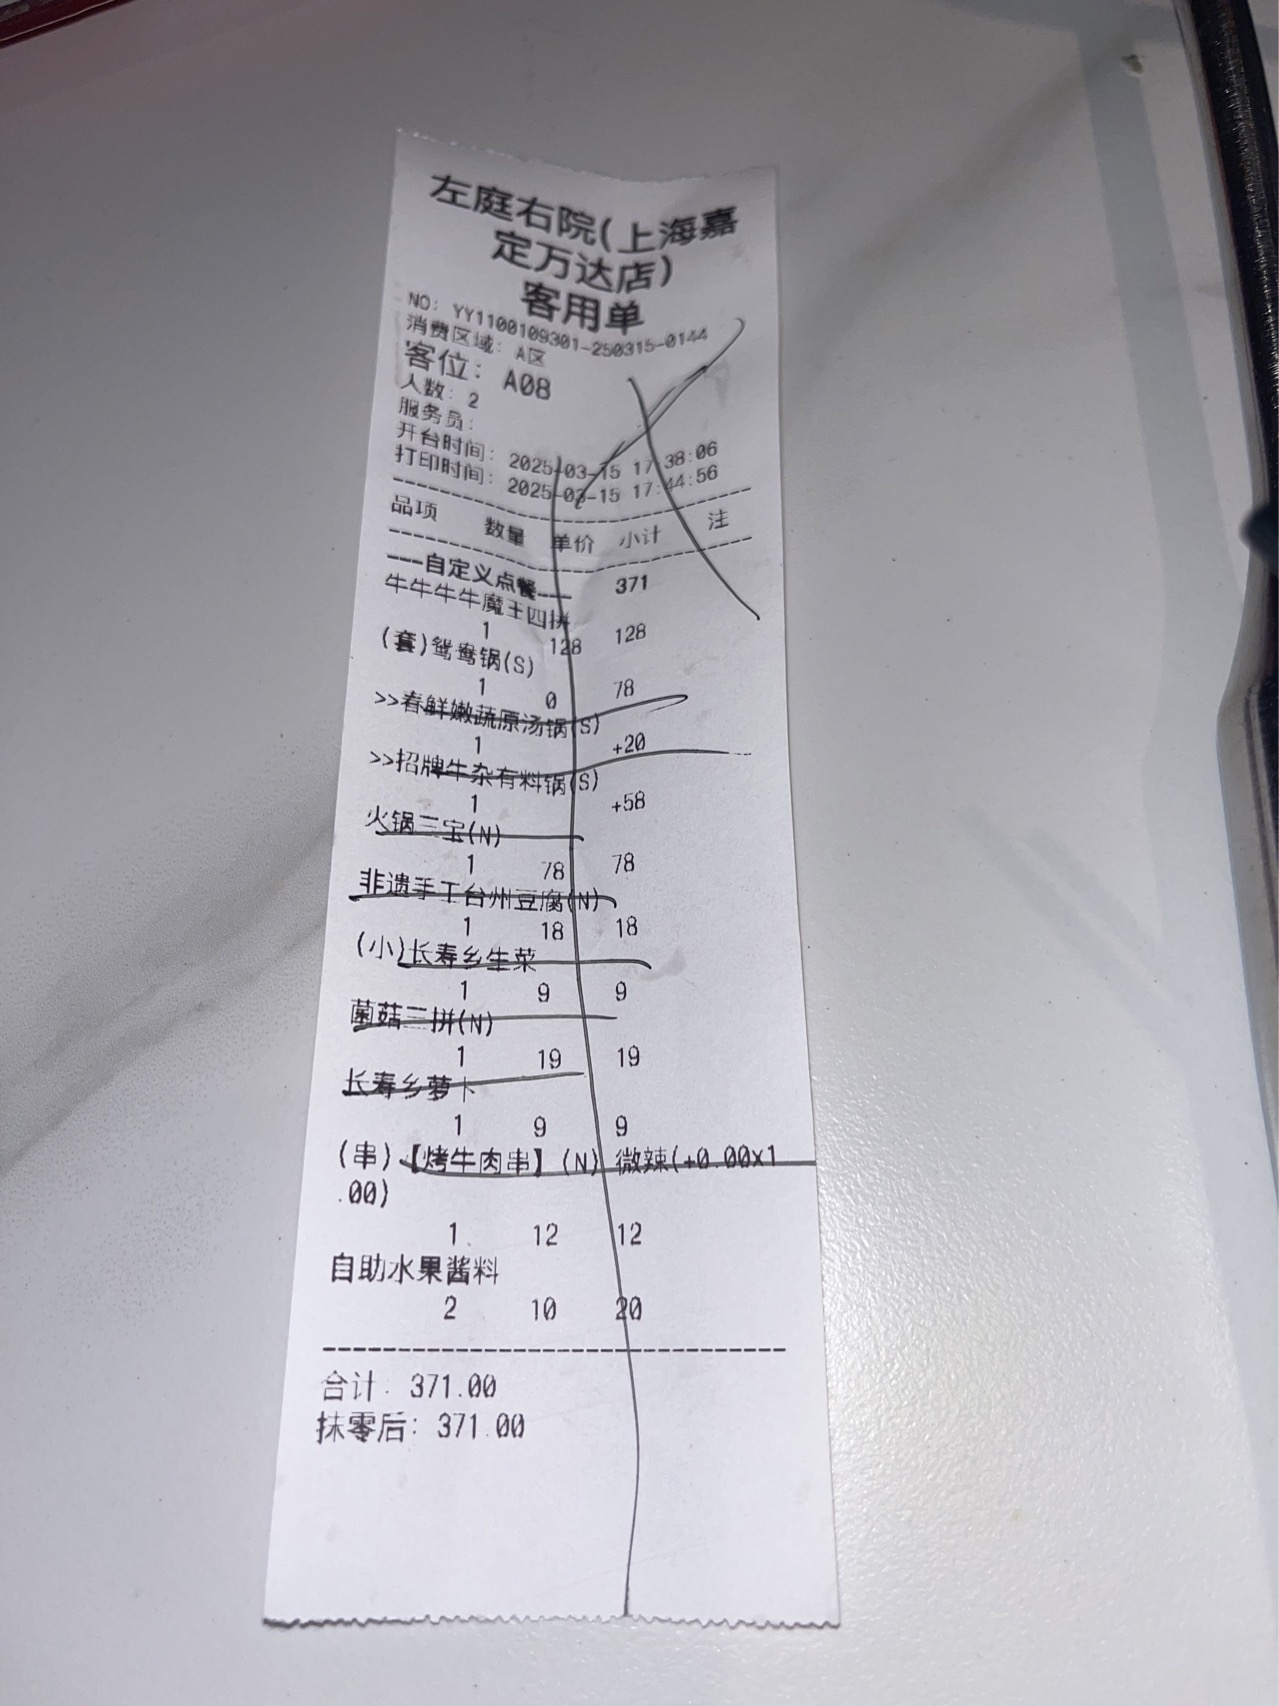 左庭右院(上海嘉
定万达店)
客用单
NO: YY1100109301-250315-0144
消费区域: A区
客位: A08
人数: 2
服务员:
开台时间: 2025-03-15 17:38:06
打印时间: 2025-03-15 17:44:56
品项 数量 单价 小计 注
---自定义点餐--- 371
牛牛牛牛魔王四拼
1 128 128
(套)鸳鸯锅(S)
1 0 78
>>春鲜嫩蔬原汤锅(S)
1 +20
>>招牌牛杂有料锅(S)
1 +58
火锅三宝(N)
1 78 78
非遗手工台州豆腐(N)
1 18 18
(小)长寿乡生菜
1 9 9
菌菇三拼(N)
1 19 19
长寿乡萝卜
1 9 9
(串)【烤牛肉串】(N) 微辣(+0.00x1
.00)
1 12 12
自助水果酱料
2 10 20
合计: 371.00
抹零后: 371.00